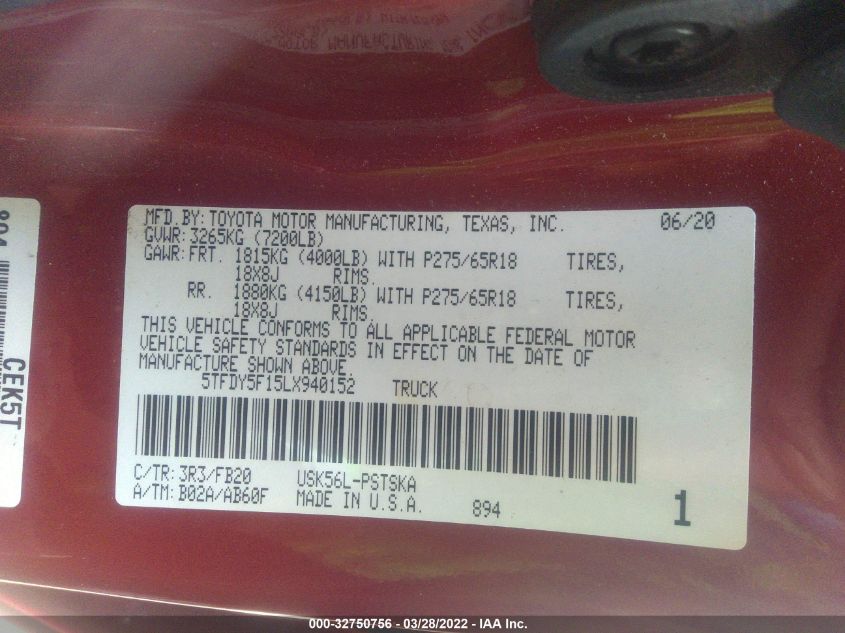 MFD.BY: TOYOTA MOTOR MANUFACTURING, TEXAS, INC. 06/20
GVWR: 3265KG (7200LB)
GAWR: FRT. 1815KG (4000LB) WITH P275/65R18 TIRES,
18X8J RIMS.
RR. 1880KG (4150LB) WITH P275/65R18 TIRES,
18X8J RIMS.
THIS VEHICLE CONFORMS TO ALL APPLICABLE FEDERAL MOTOR
VEHICLE SAFETY STANDARDS IN EFFECT ON THE DATE OF
MANUFACTURE SHOWN ABOVE.
5TFDY5F15LX940152 TRUCK
C/TR: 3R3/FB20 USK56L-PSTSKA
A/TM: B02A/AB60F MADE IN U.S.A. 894 1
CEK5T
000-32750756 - 03/28/2022 - IAA Inc.